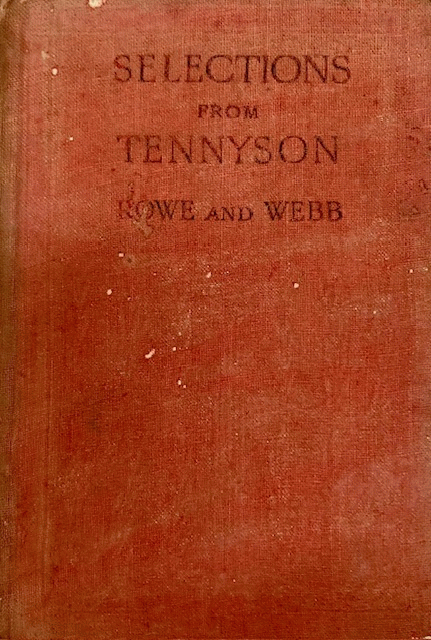 SELECTIONS
FROM
TENNYSON
ROWE AND WEBB